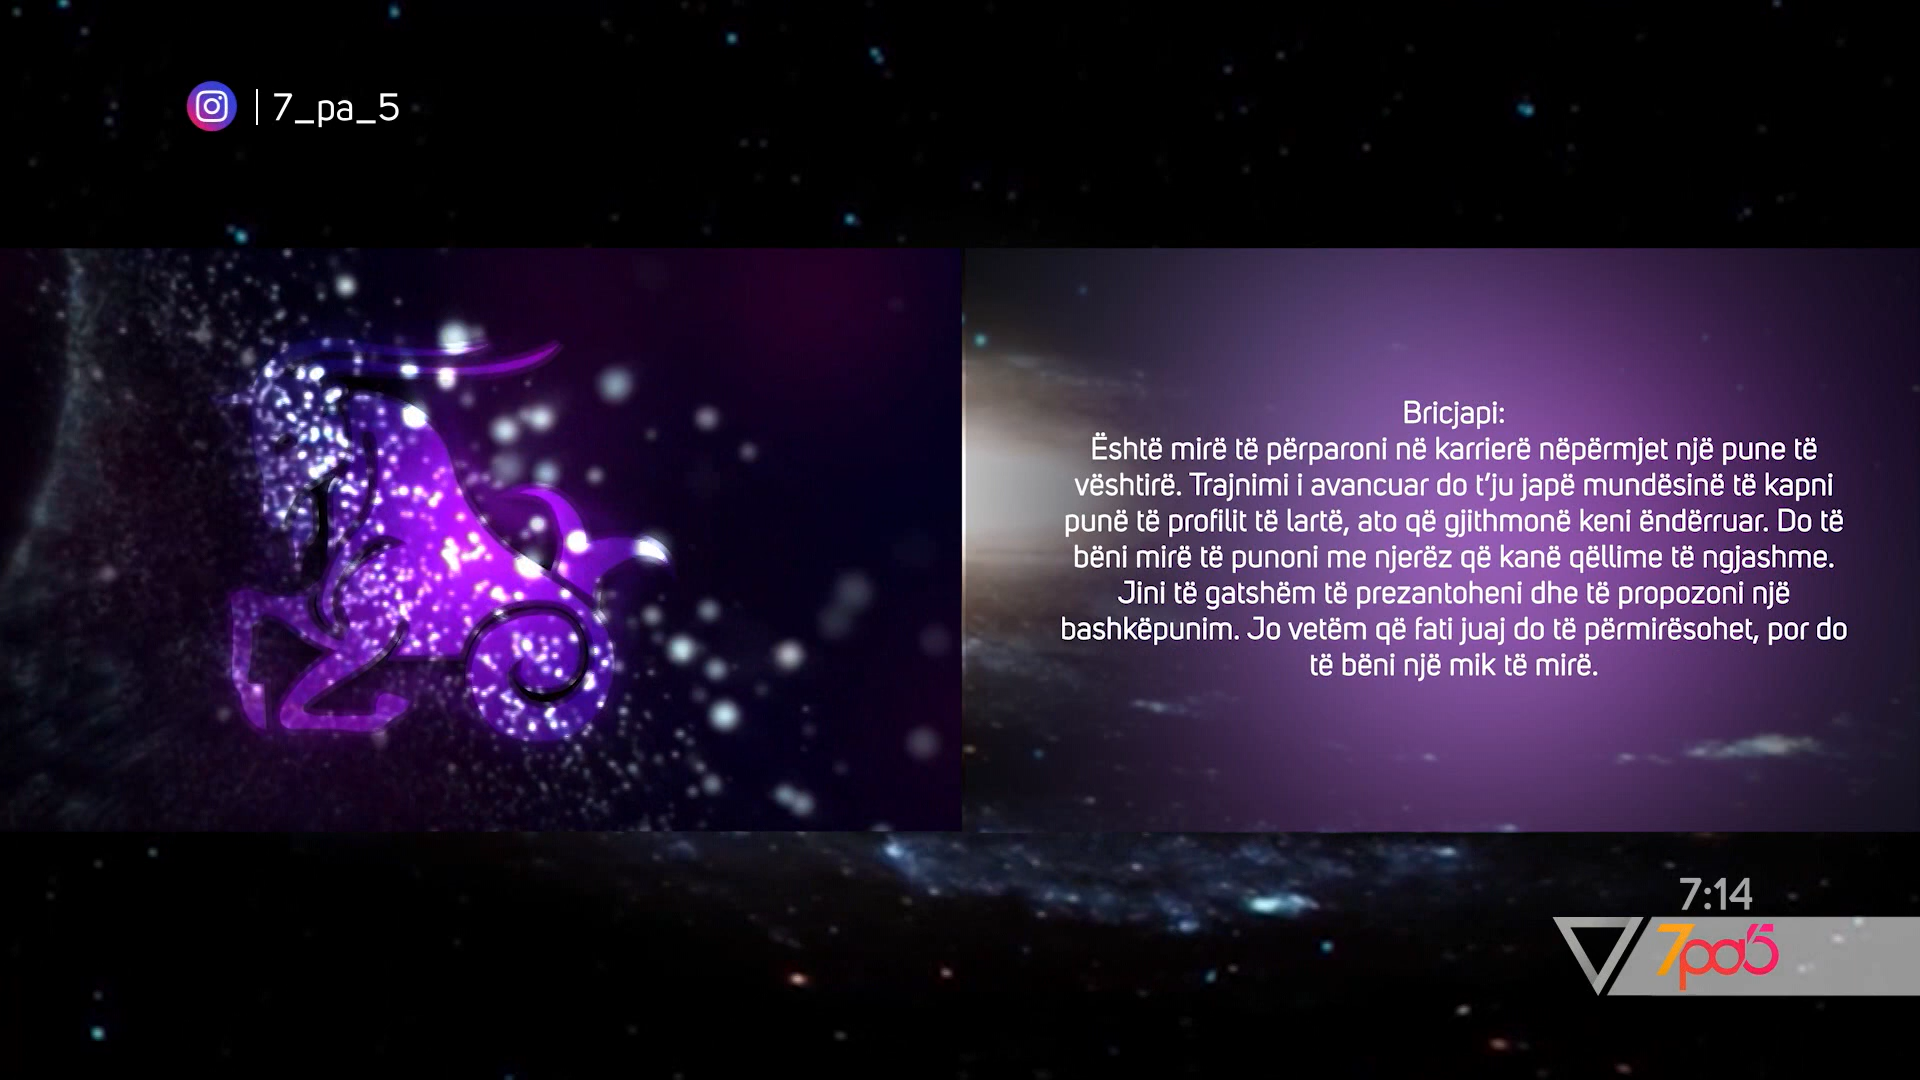 7_pa_5
Bricjapi:
Është mirë të përparoni në karrierë nëpërmjet një pune të
vështirë. Trajnimi i avancuar do t’ju japë mundësinë të kapni
punë të profilit të lartë, ato që gjithmonë keni ëndërruar. Do të
bëni mirë të punoni me njerëz që kanë qëllime të ngjashme.
Jini të gatshëm të prezantoheni dhe të propozoni një
bashkëpunim. Jo vetëm që fati juaj do të përmirësohet, por do
të bëni një mik të mirë.
7:14
7pa5